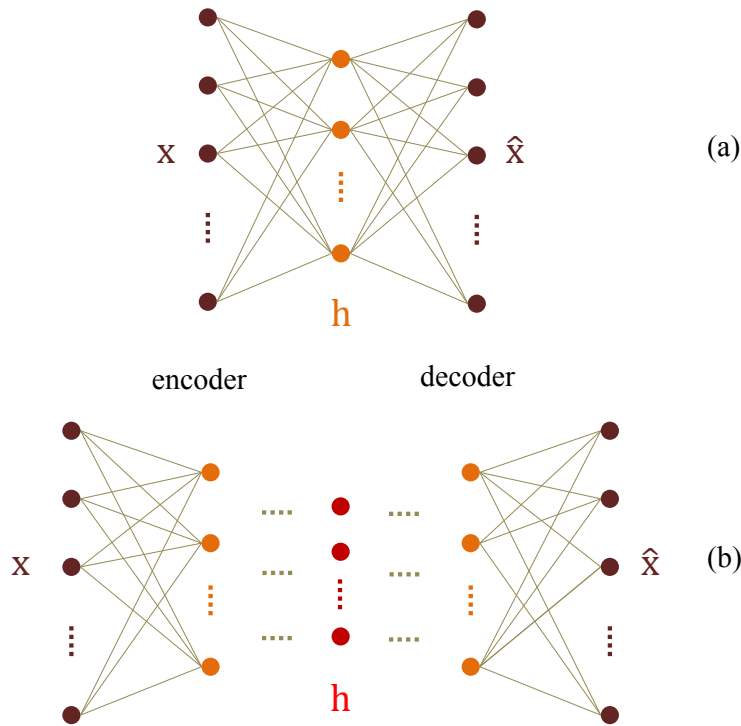 x x̂ (a)
h
encoder decoder
x x̂ (b)
h